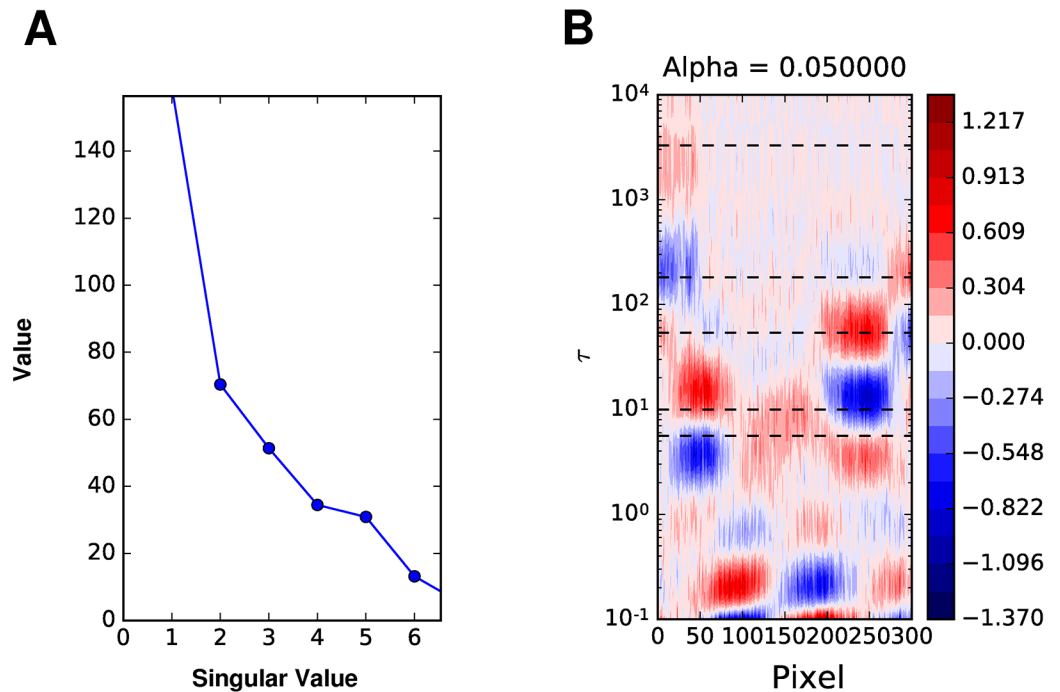 A
B
Alpha = 0.050000
140
120
100
80
60
40
20
0
Value
0 1 2 3 4 5 6
Singular Value
10⁴
10³
10²
10¹
10⁰
10⁻¹
τ
0 50 100 150 200 250 300
Pixel
1.217
0.913
0.609
0.304
0.000
−0.274
−0.548
−0.822
−1.096
−1.370